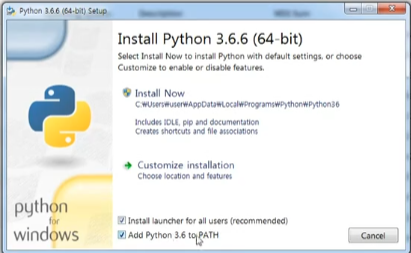 Python 3.6.6 (64-bit) Setup
Install Python 3.6.6 (64-bit)
Select Install Now to install Python with default settings, or choose
Customize to enable or disable features.
Install Now
C:₩Users₩user₩AppData₩Local₩Programs₩Python₩Python36
Includes IDLE, pip and documentation
Creates shortcuts and file associations
Customize installation
Choose location and features
Install launcher for all users (recommended)
Add Python 3.6 to PATH
Cancel
python
for
windows